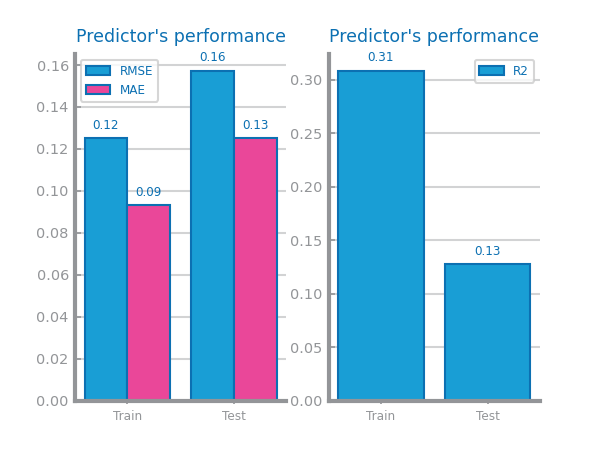 Predictor's performance
0.16
0.14
0.12
0.10
0.08
0.06
0.04
0.02
0.00
RMSE
MAE
0.12
0.09
0.16
0.13
Train
Test
Predictor's performance
0.30
0.25
0.20
0.15
0.10
0.05
0.00
R2
0.31
0.13
Train
Test